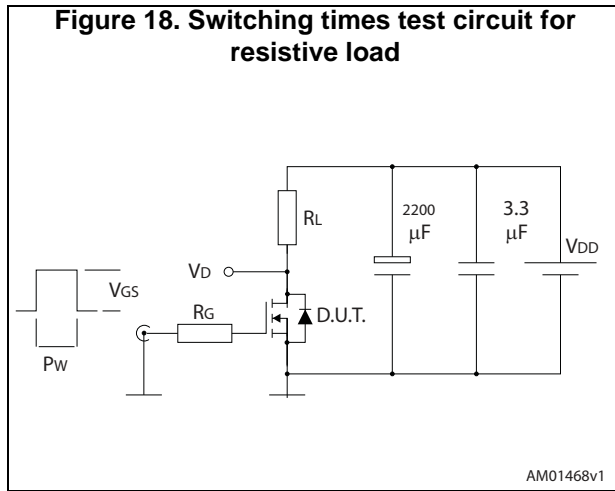 Figure 18. Switching times test circuit for
resistive load
RL
2200
μF
3.3
μF
VDD
VD
VGS
RG
D.U.T.
PW
AM01468v1